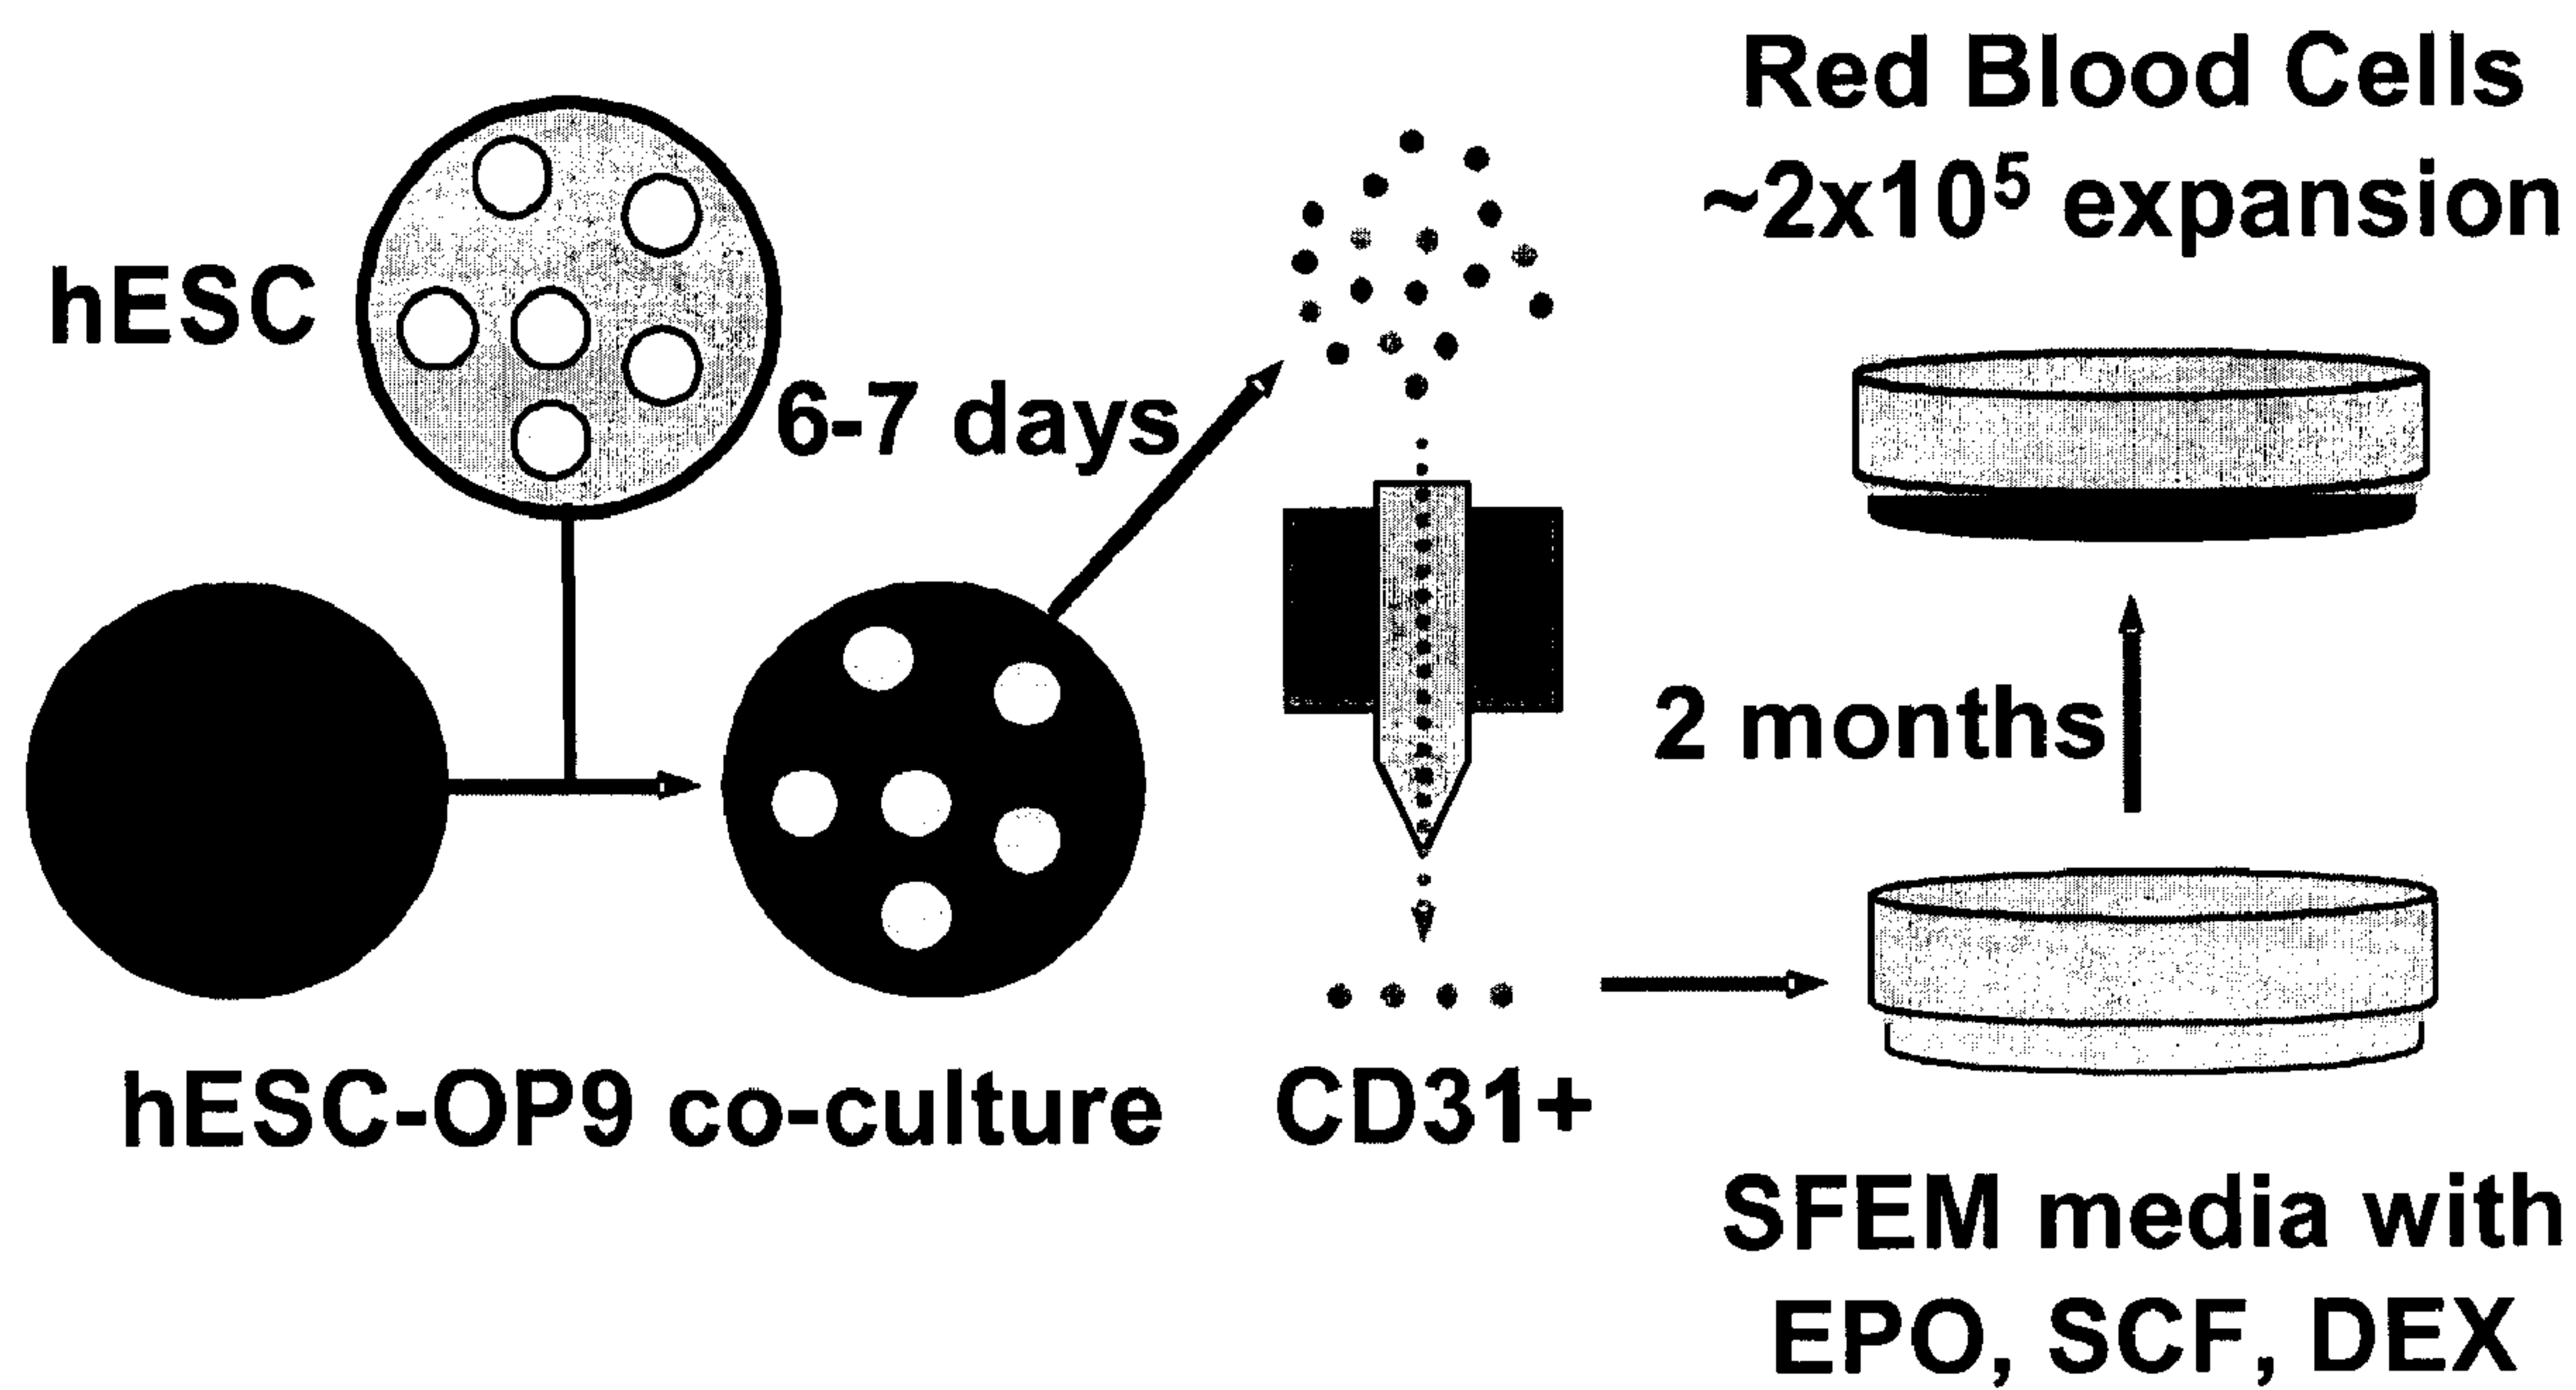 hESC
6-7 days
hESC-OP9 co-culture
CD31+
SFEM media with
EPO, SCF, DEX
2 months
Red Blood Cells
~2x10⁵ expansion